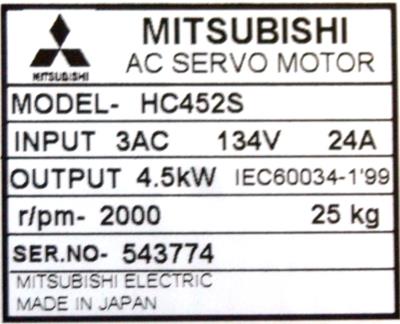 MITSUBISHI
AC SERVO MOTOR
MITSUBISHI
MODEL- HC452S
INPUT 3AC 134V 24A
OUTPUT 4.5kW IEC60034-1'99
r/pm- 2000 25 kg
SER.NO- 543774
MITSUBISHI ELECTRIC
MADE IN JAPAN